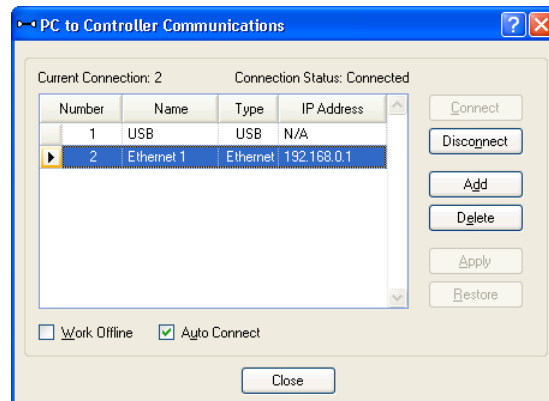 PC to Controller Communications
Current Connection: 2 Connection Status: Connected
Number Name Type IP Address Connect
1 USB USB N/A Disconnect
2 Ethernet 1 Ethernet 192.168.0.1
Add
Delete
Apply
Restore
Work Offline Auto Connect
Close